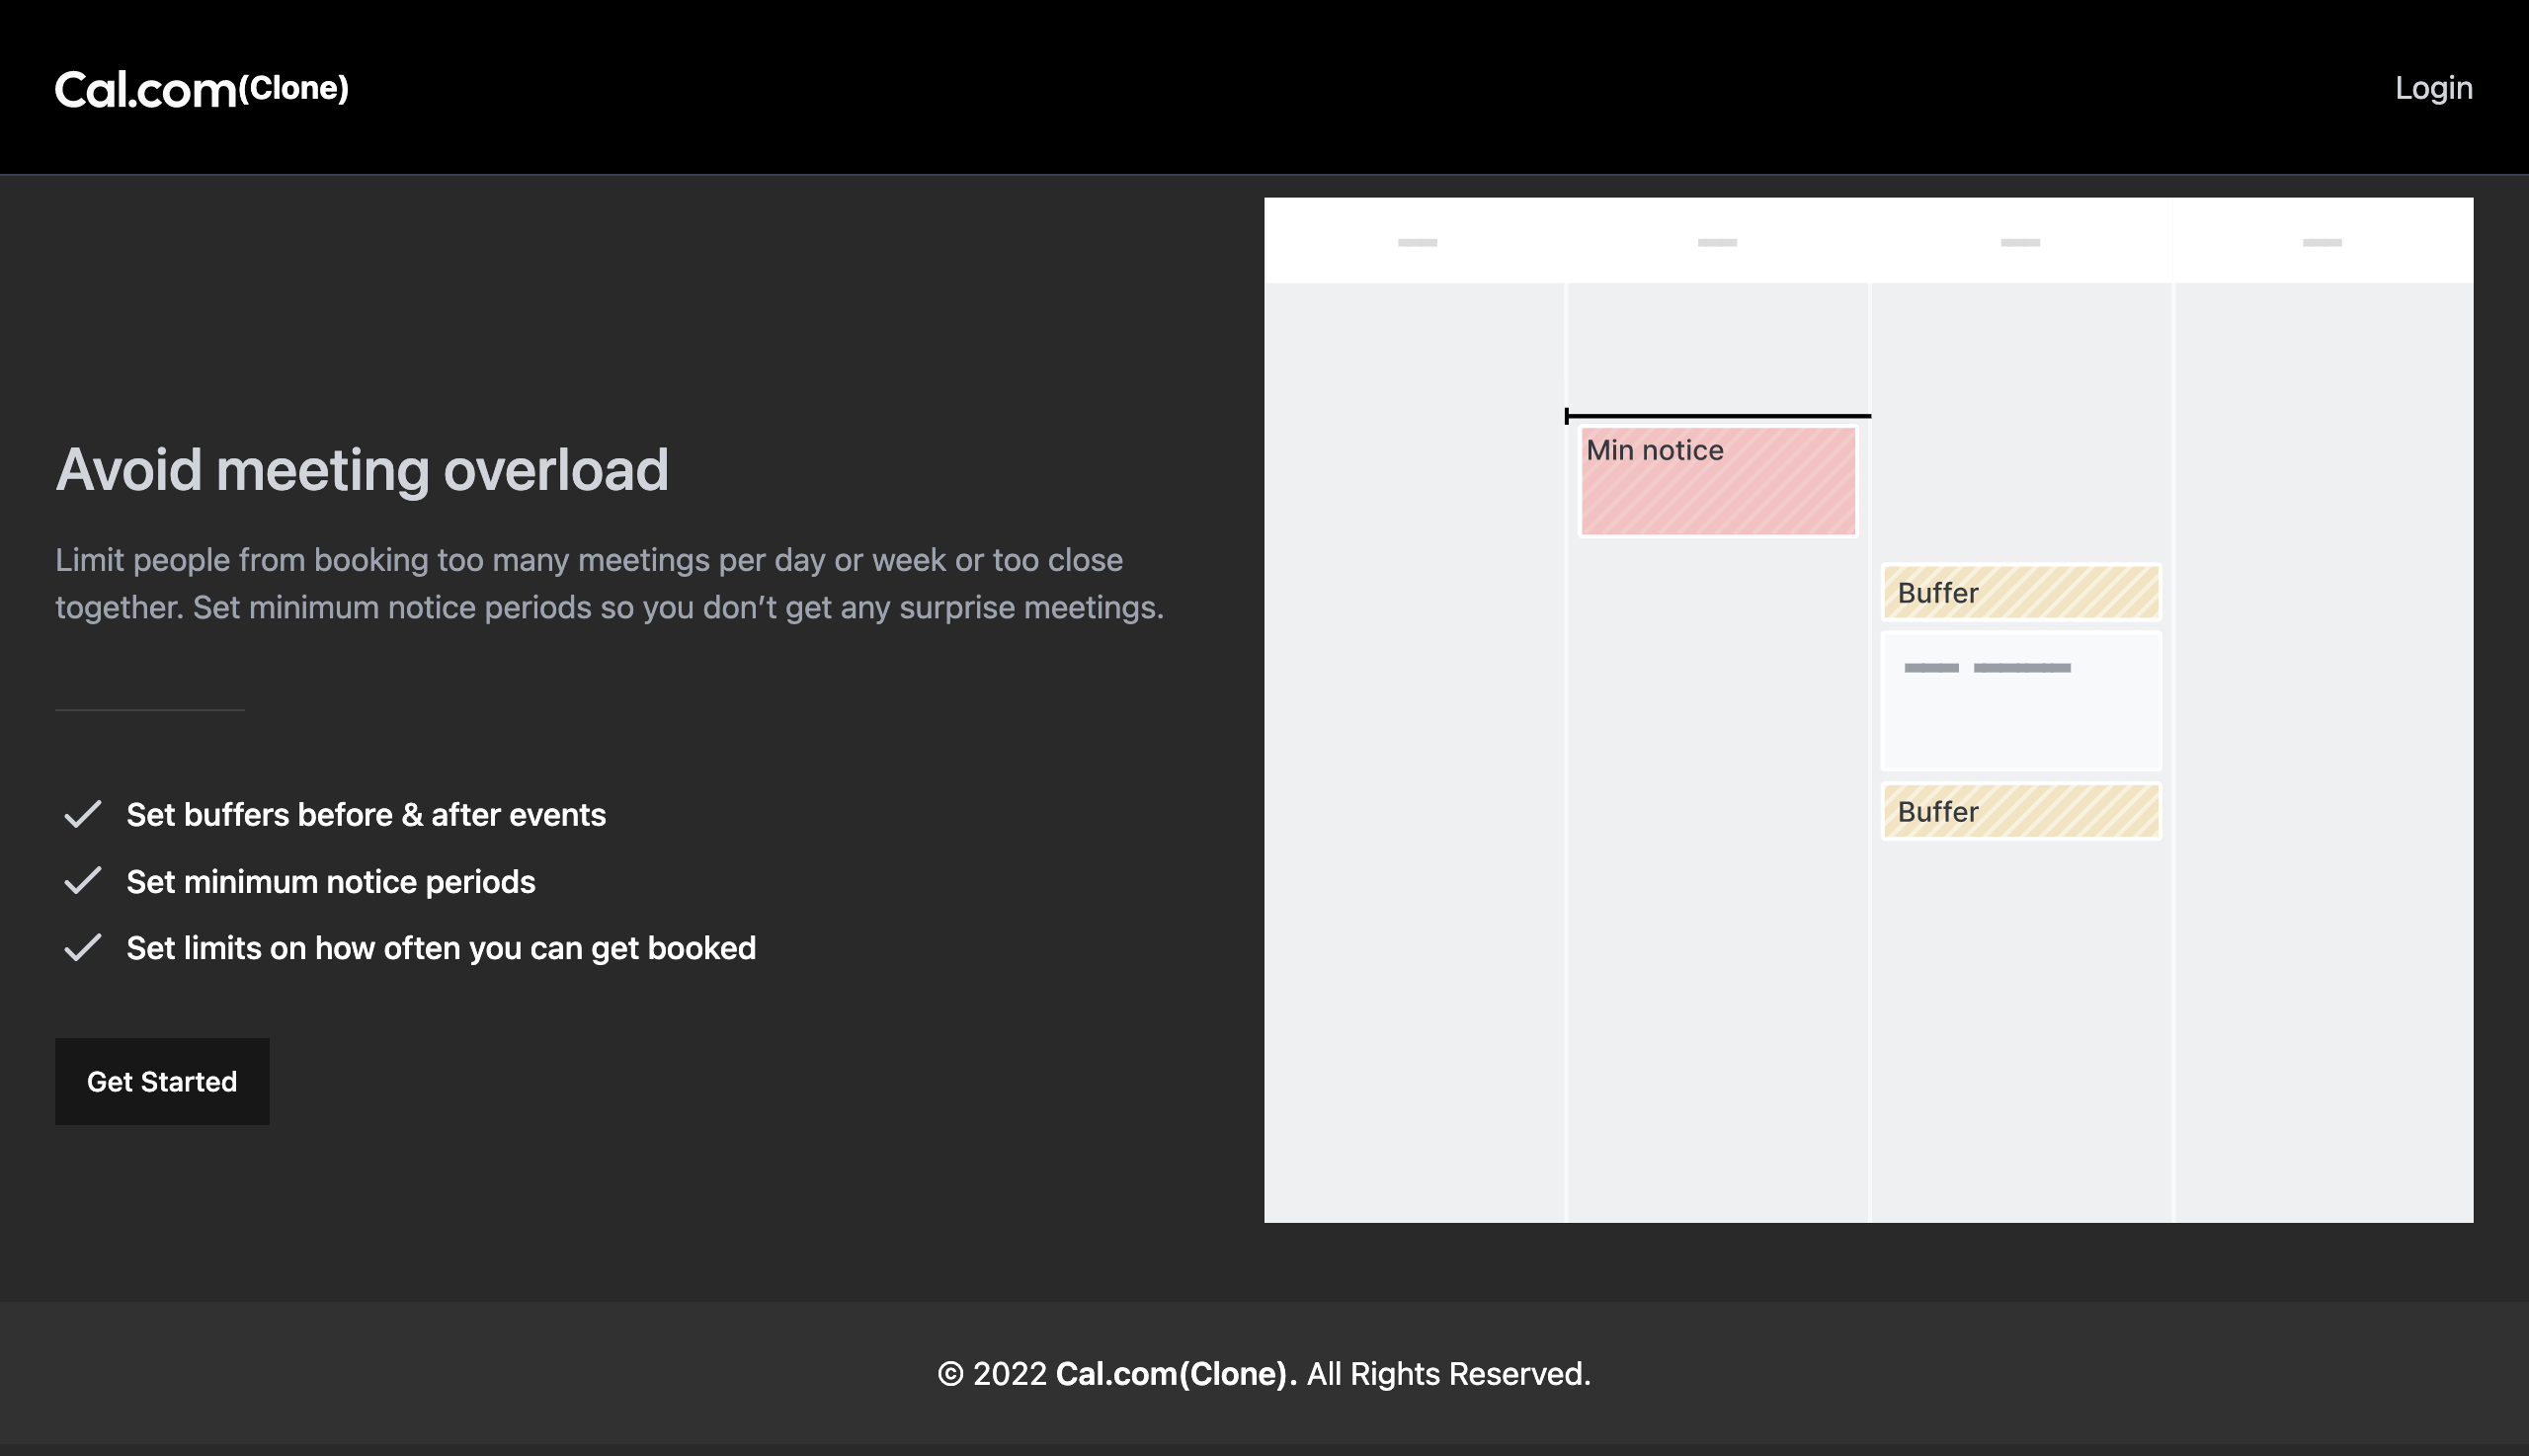 Cal.com(Clone)
Login
Avoid meeting overload
Limit people from booking too many meetings per day or week or too close
together. Set minimum notice periods so you don’t get any surprise meetings.
Set buffers before & after events
Set minimum notice periods
Set limits on how often you can get booked
Get Started
Min notice
Buffer
Buffer
© 2022 Cal.com(Clone). All Rights Reserved.